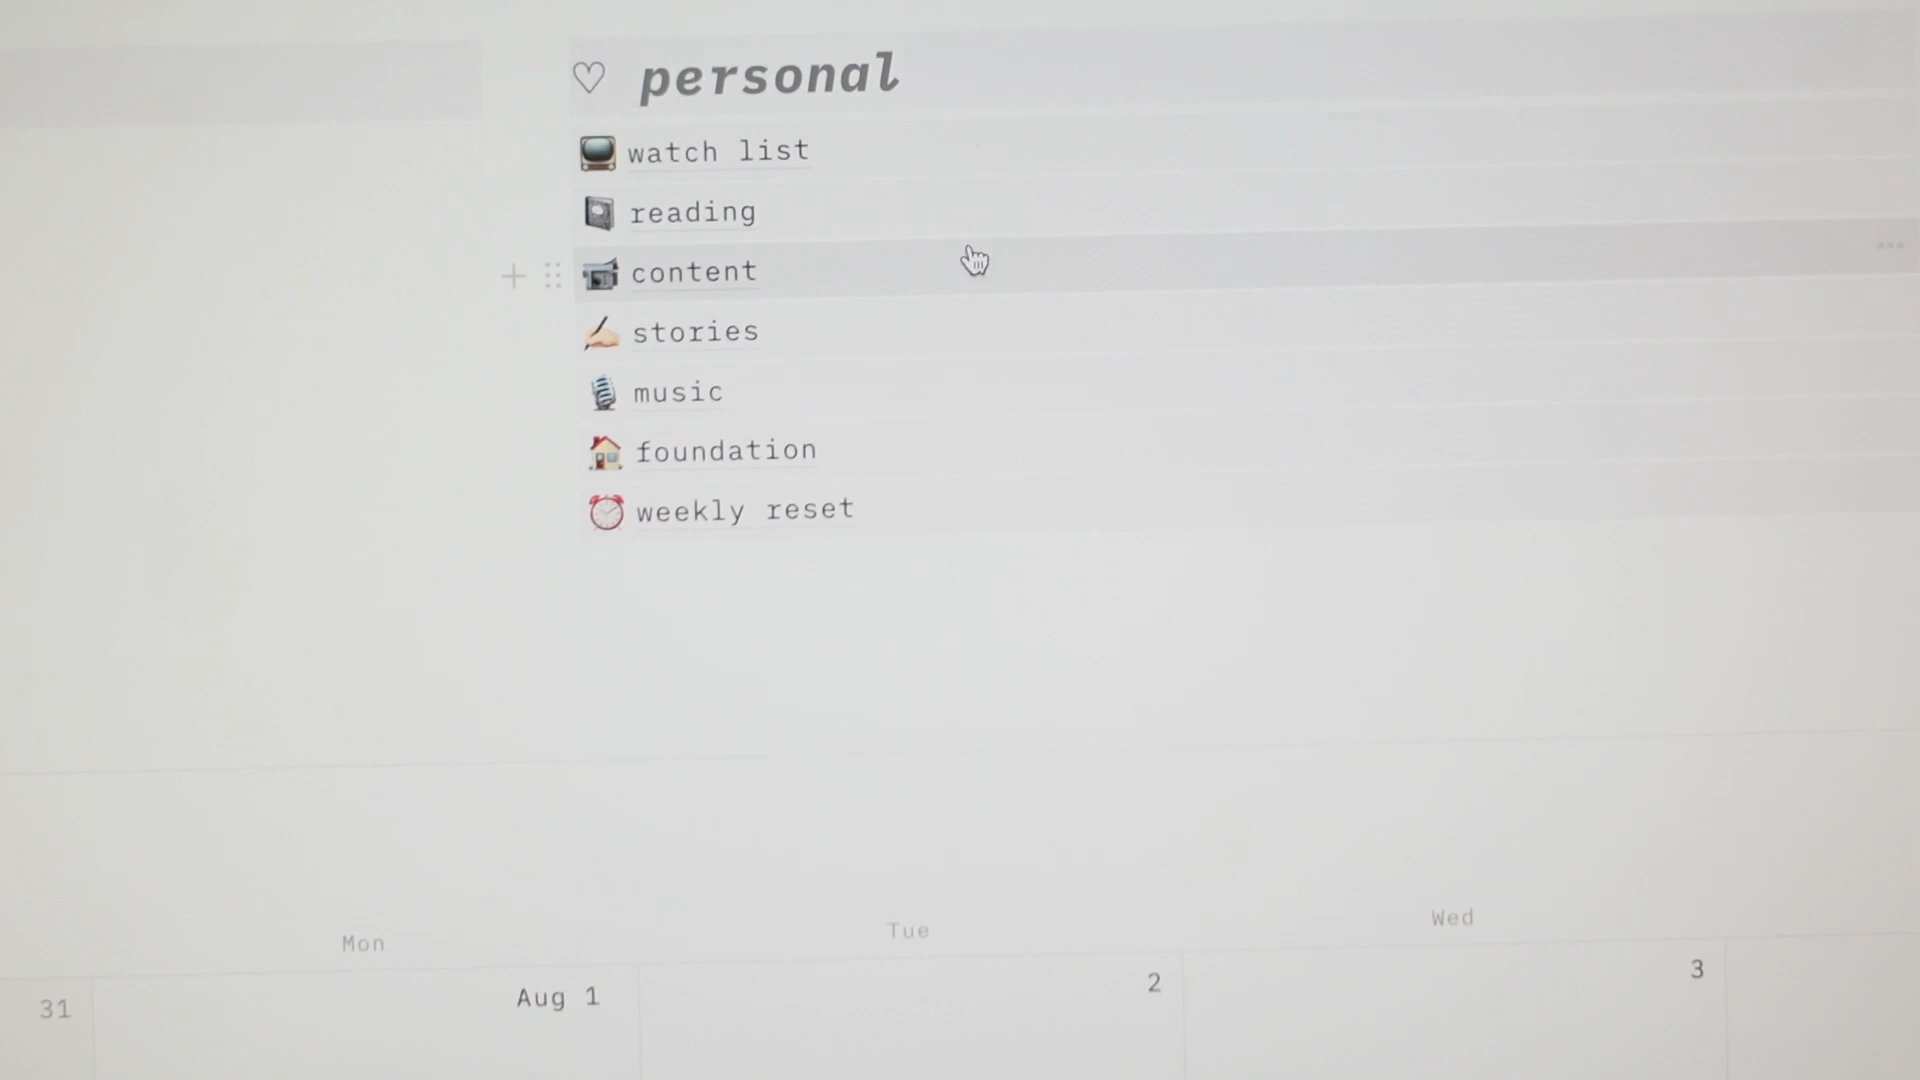 ♡ personal
watch list
reading
content
stories
music
foundation
weekly reset
Mon Tue Wed
31 Aug 1 2 3